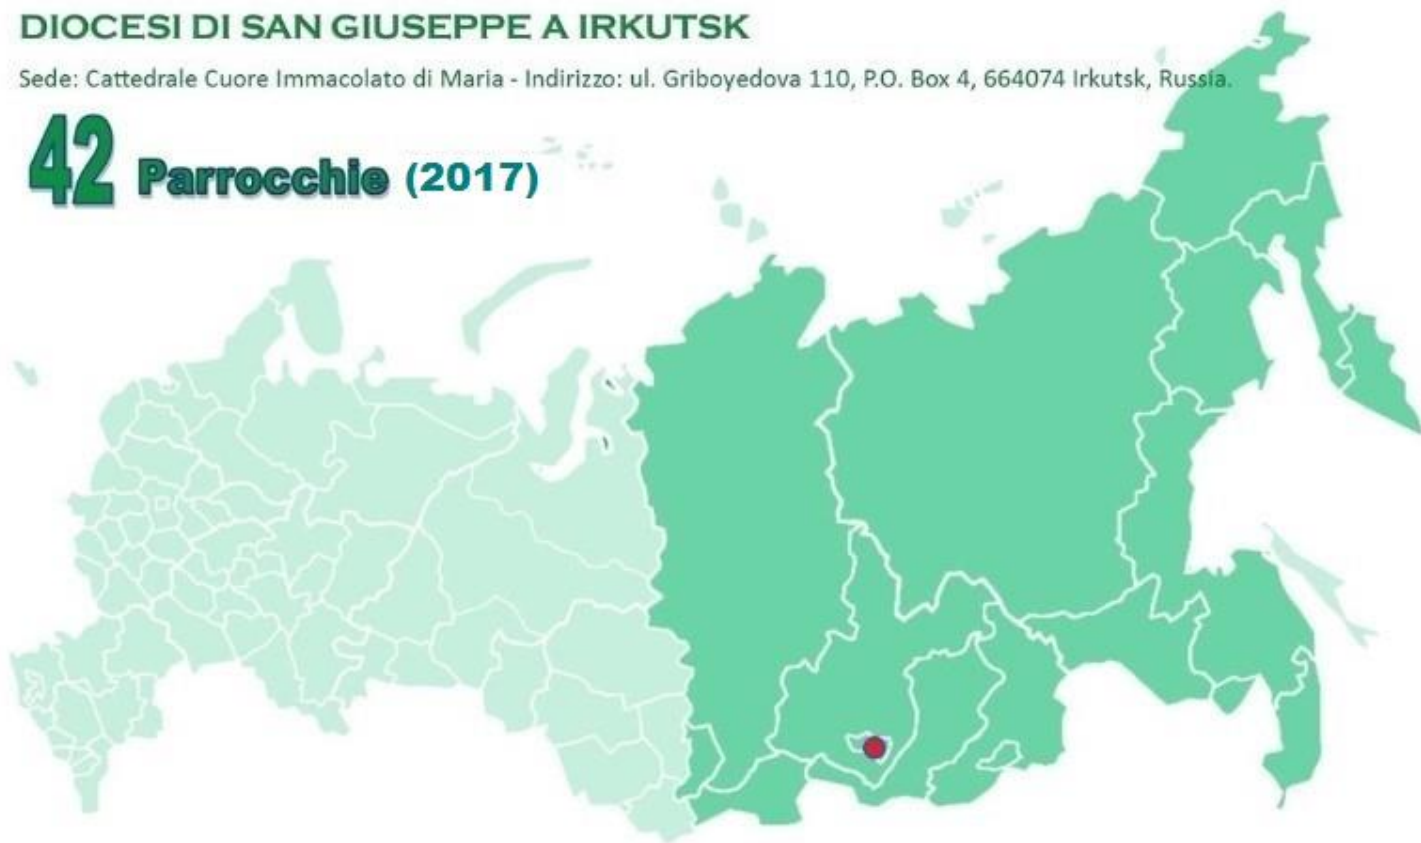 DIOCESI DI SAN GIUSEPPE A IRKUTSK
Sede: Cattedrale Cuore Immacolato di Maria - Indirizzo: ul. Griboyedova 110, P.O. Box 4, 664074 Irkutsk, Russia.
42 Parrocchie (2017)